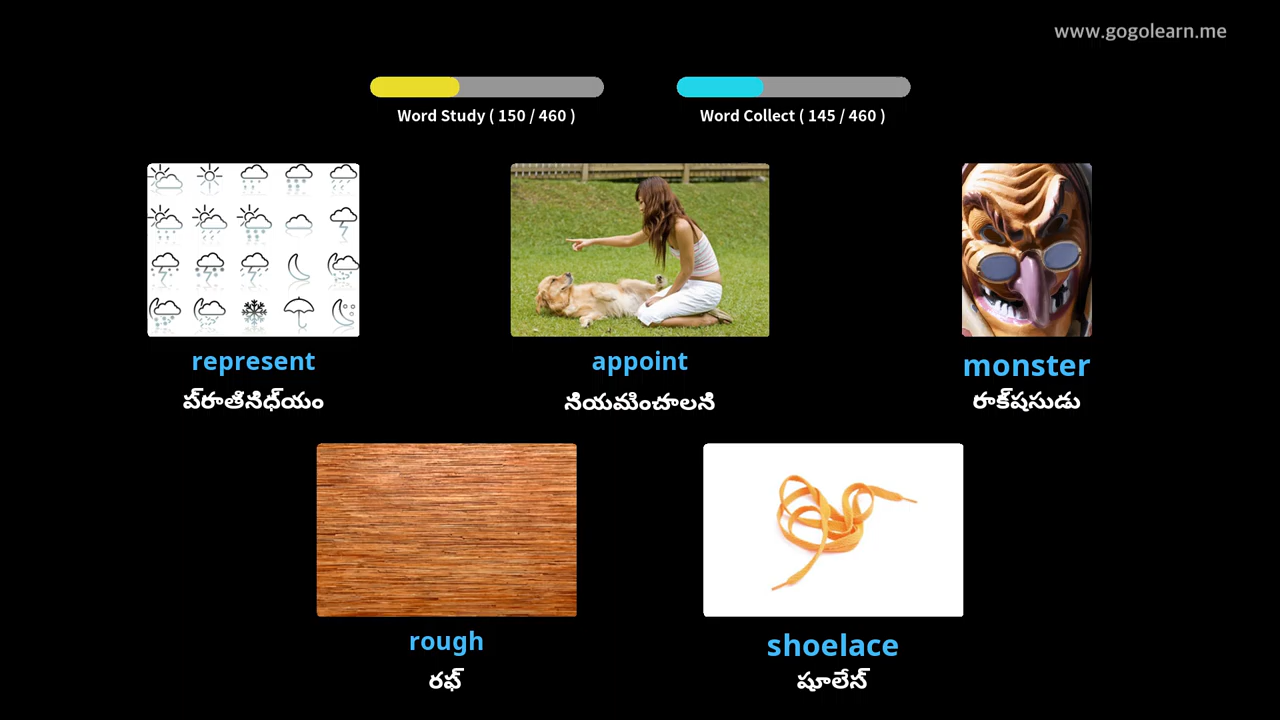 www.gogolearn.me
Word Study ( 150 / 460 )
Word Collect ( 145 / 460 )
represent
ప్రాతినిధ్యం
appoint
నియమించాలని
monster
రాక్షసుడు
rough
రఫ్
shoelace
షూలేన్